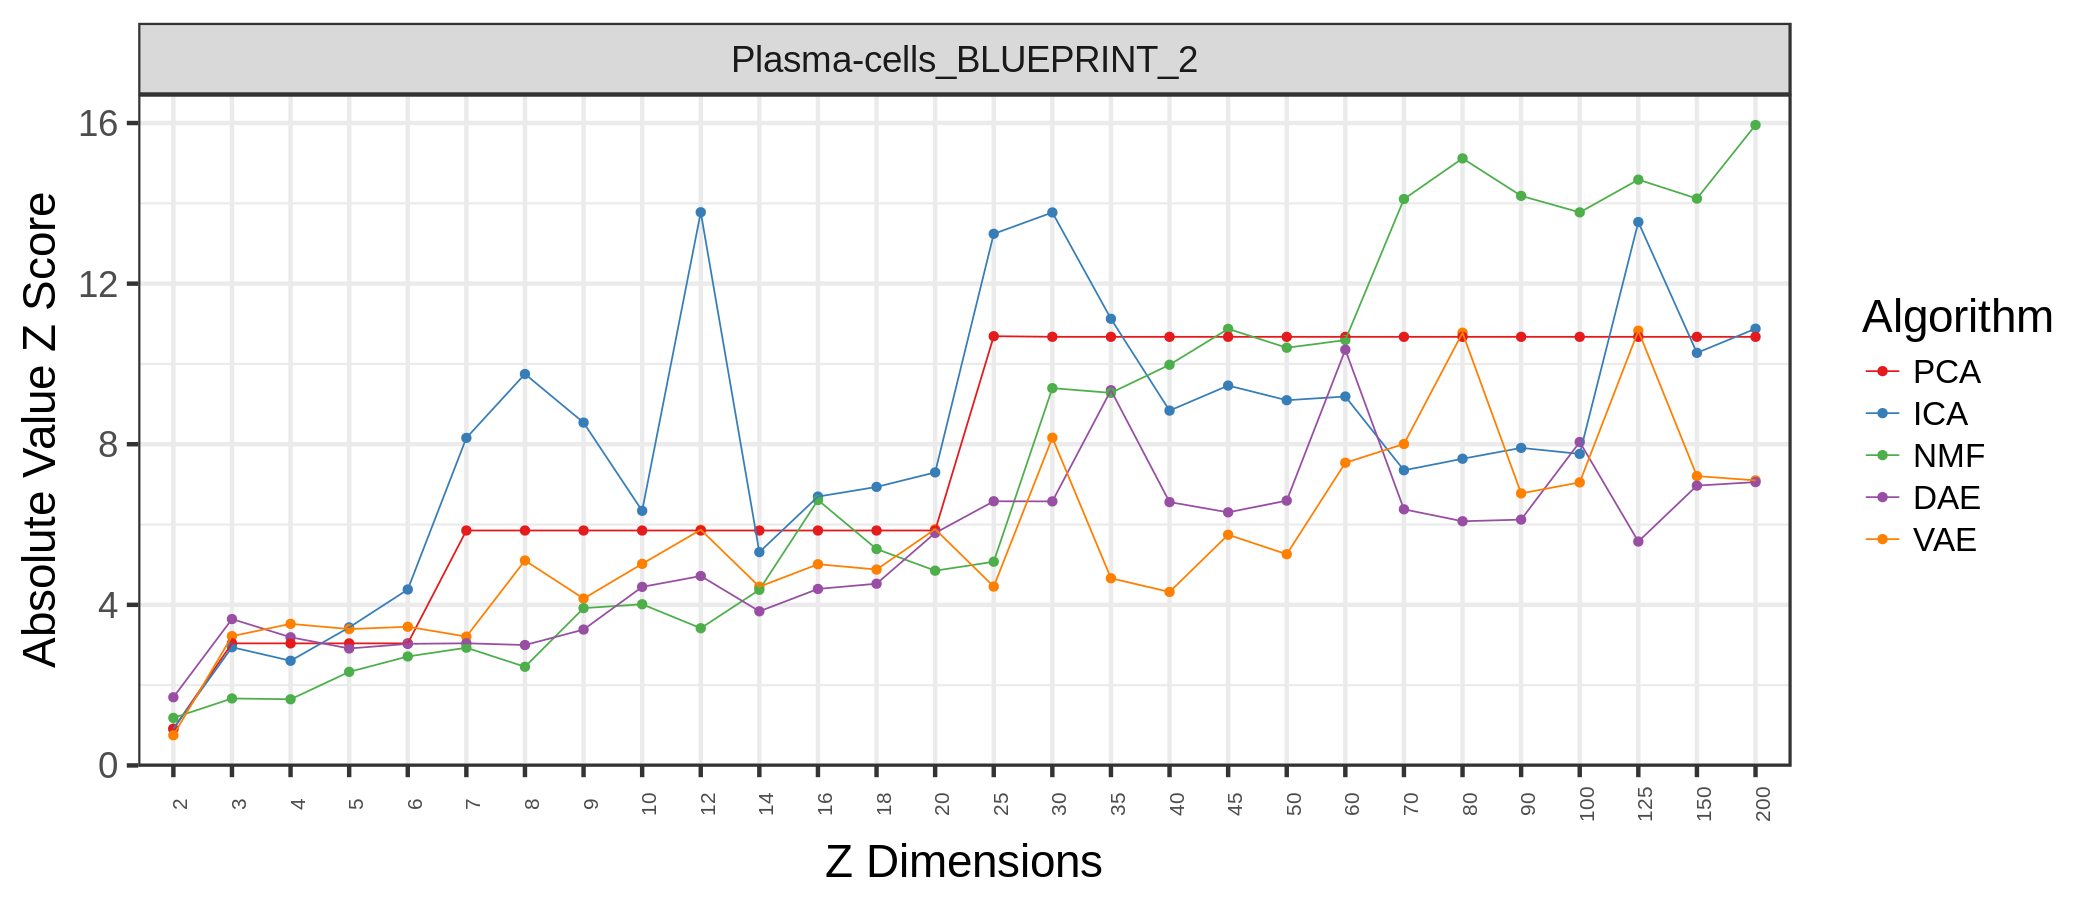 Plasma-cells_BLUEPRINT_2
Absolute Value Z Score
16
12
8
4
0
2 3 4 5 6 7 8 9 10 12 14 16 18 20 25 30 35 40 45 50 60 70 80 90 100 125 150 200
Z Dimensions
Algorithm
PCA
ICA
NMF
DAE
VAE